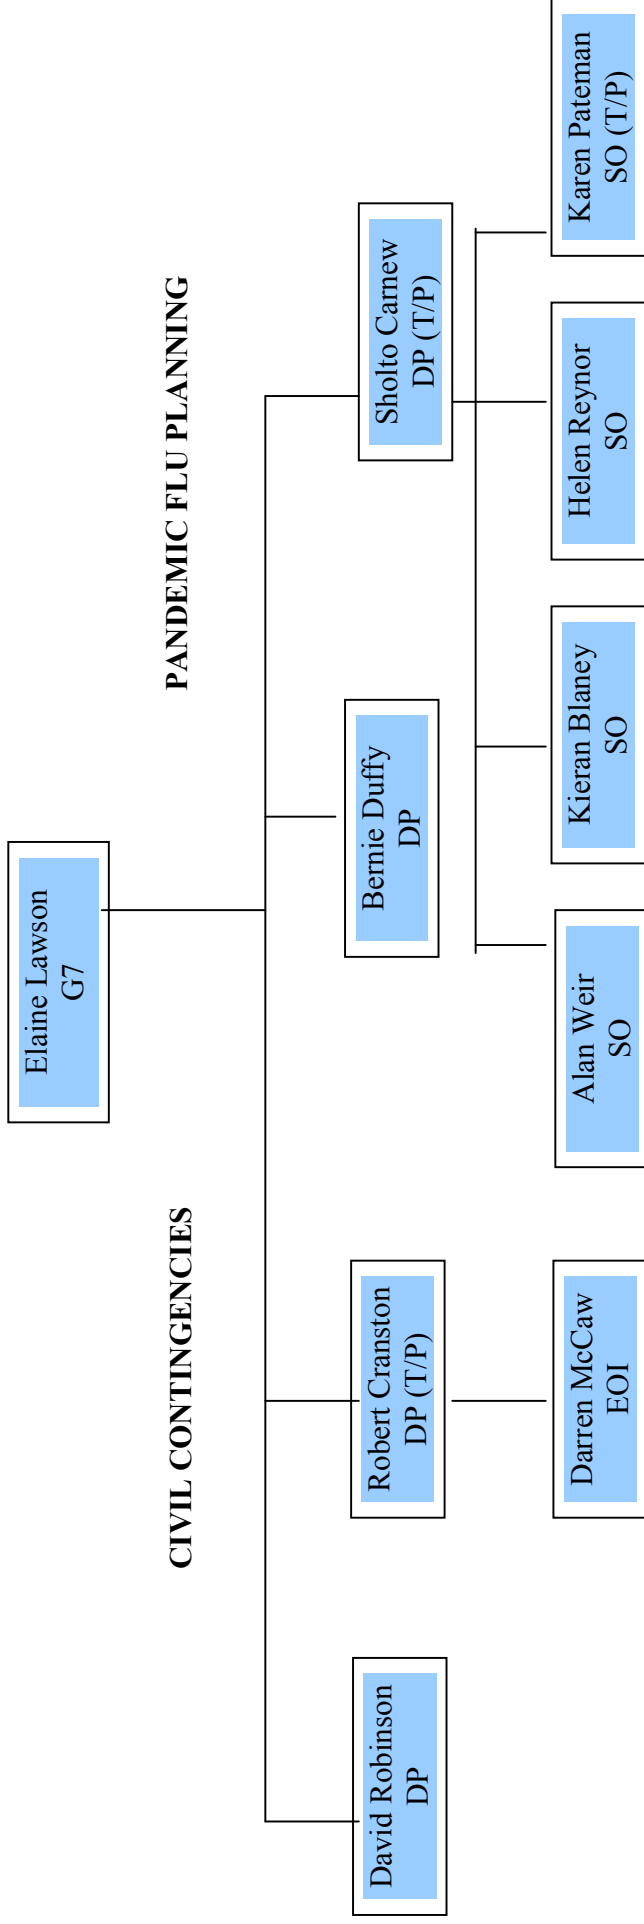 Elaine Lawson
G7
CIVIL CONTINGENCIES
PANDEMIC FLU PLANNING
David Robinson
DP
Robert Cranston
DP (T/P)
Bernie Duffy
DP
Sholto Carnew
DP (T/P)
Darren McCaw
EOI
Alan Weir
SO
Kieran Blaney
SO
Helen Reynor
SO
Karen Pateman
SO (T/P)